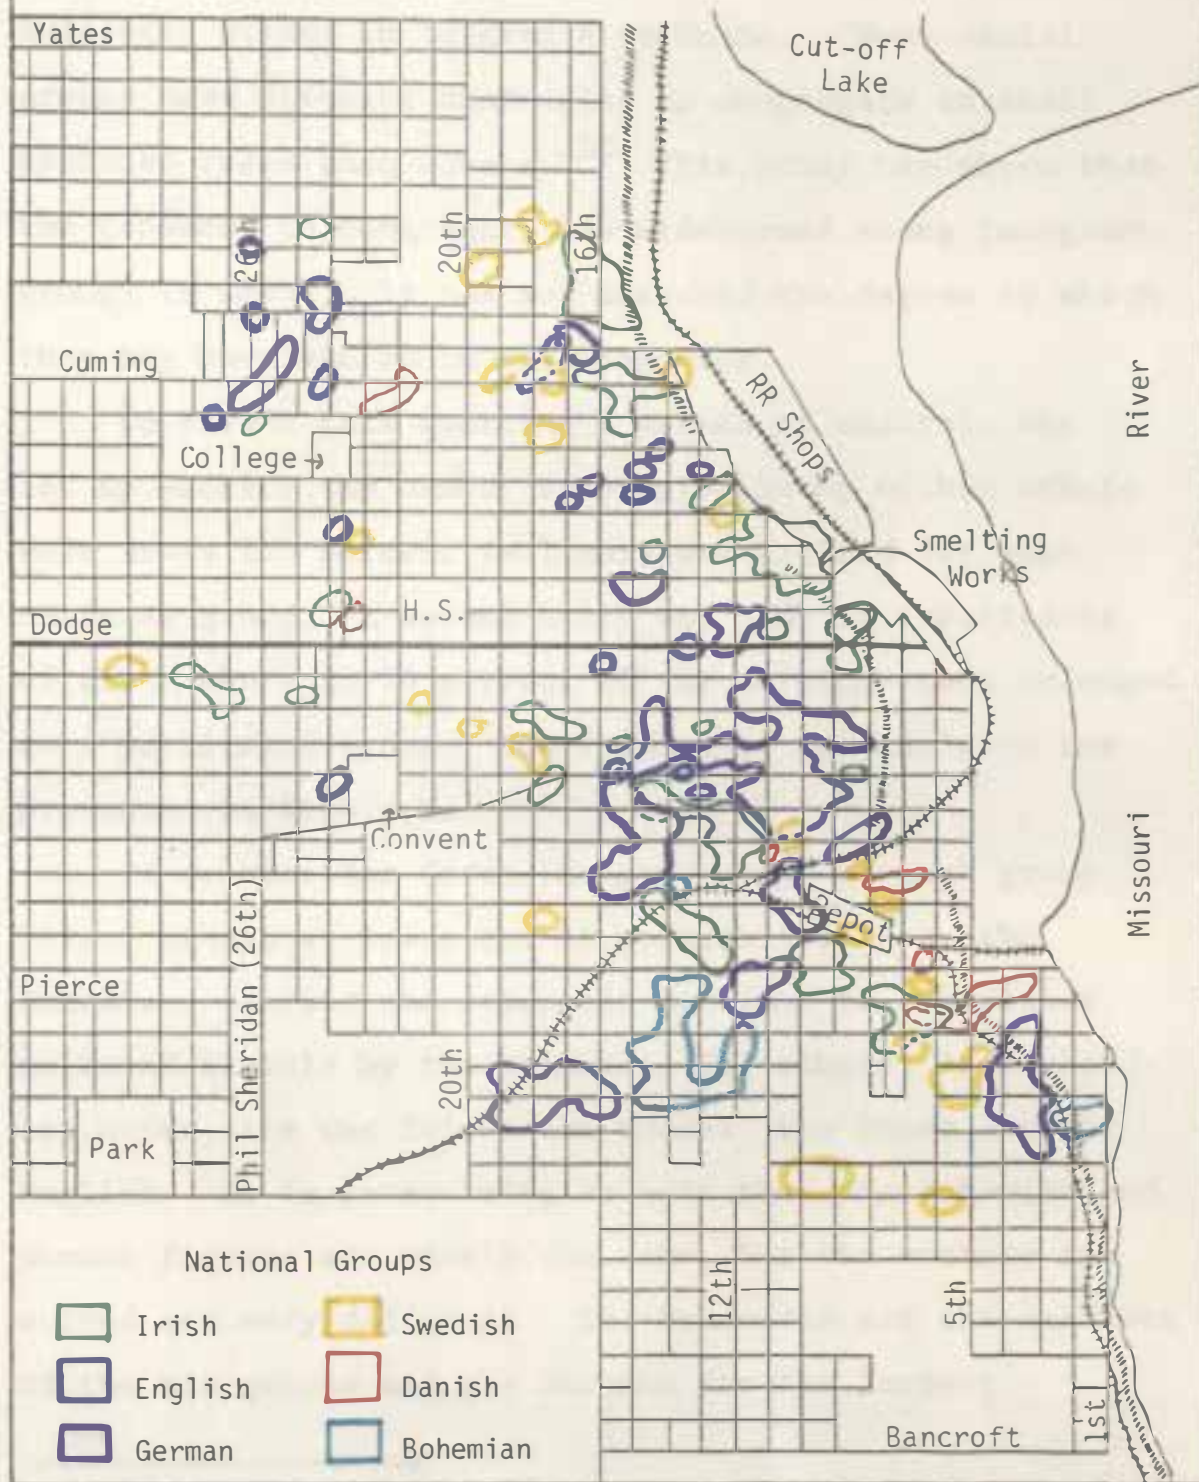 Yates
Cut-off
Lake
20th
16th
26th
Cuming
RR Shops
River
College
Smelting
Works
H.S.
Dodge
Convent
Missouri
Depot
Pierce
Phil Sheridan (26th)
20th
Park
12th
5th
1st
Bancroft
National Groups
Irish
Swedish
English
Danish
German
Bohemian